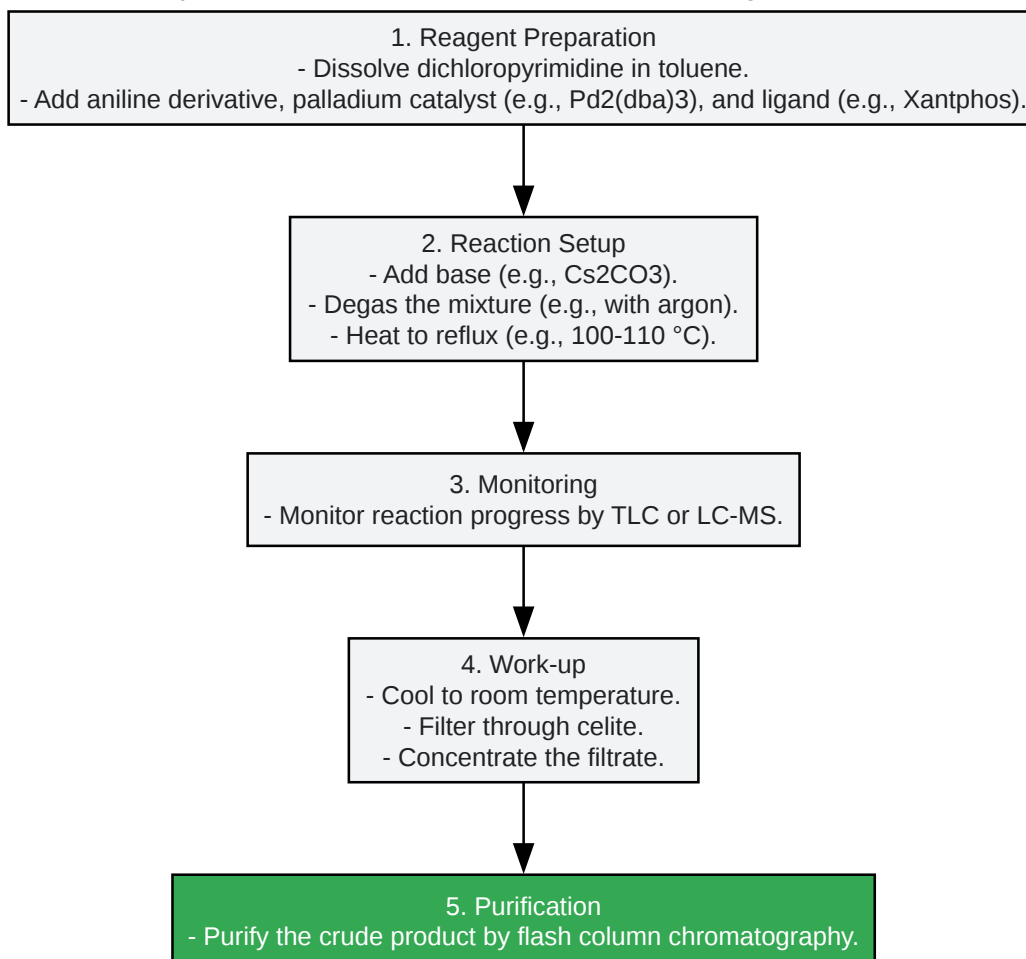 1. Reagent Preparation
- Dissolve dichloropyrimidine in toluene.
- Add aniline derivative, palladium catalyst (e.g., Pd2(dba)3), and ligand (e.g., Xantphos).
2. Reaction Setup
- Add base (e.g., Cs2CO3).
- Degas the mixture (e.g., with argon).
- Heat to reflux (e.g., 100-110 °C).
3. Monitoring
- Monitor reaction progress by TLC or LC-MS.
4. Work-up
- Cool to room temperature.
- Filter through celite.
- Concentrate the filtrate.
5. Purification
- Purify the crude product by flash column chromatography.